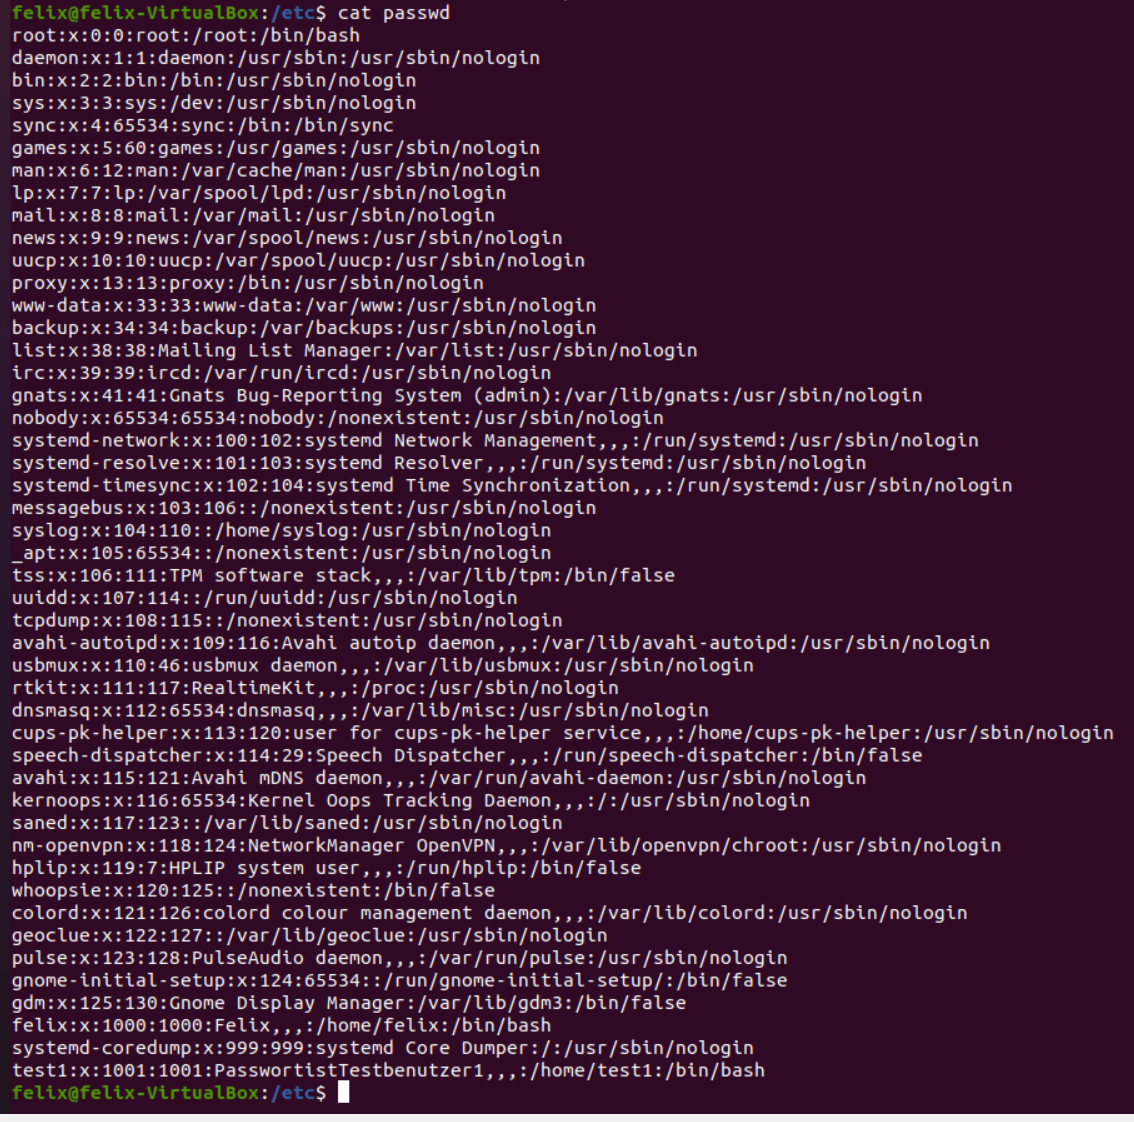 felix@felix-VirtualBox:/etc$ cat passwd
root:x:0:0:root:/root:/bin/bash
daemon:x:1:1:daemon:/usr/sbin:/usr/sbin/nologin
bin:x:2:2:bin:/bin:/usr/sbin/nologin
sys:x:3:3:sys:/dev:/usr/sbin/nologin
sync:x:4:65534:sync:/bin:/bin/sync
games:x:5:60:games:/usr/games:/usr/sbin/nologin
man:x:6:12:man:/var/cache/man:/usr/sbin/nologin
lp:x:7:7:lp:/var/spool/lpd:/usr/sbin/nologin
mail:x:8:8:mail:/var/mail:/usr/sbin/nologin
news:x:9:9:news:/var/spool/news:/usr/sbin/nologin
uucp:x:10:10:uucp:/var/spool/uucp:/usr/sbin/nologin
proxy:x:13:13:proxy:/bin:/usr/sbin/nologin
www-data:x:33:33:www-data:/var/www:/usr/sbin/nologin
backup:x:34:34:backup:/var/backups:/usr/sbin/nologin
list:x:38:38:Mailing List Manager:/var/list:/usr/sbin/nologin
irc:x:39:39:ircd:/var/run/ircd:/usr/sbin/nologin
gnats:x:41:41:Gnats Bug-Reporting System (admin):/var/lib/gnats:/usr/sbin/nologin
nobody:x:65534:65534:nobody:/nonexistent:/usr/sbin/nologin
systemd-network:x:100:102:systemd Network Management,,,:/run/systemd:/usr/sbin/nologin
systemd-resolve:x:101:103:systemd Resolver,,,:/run/systemd:/usr/sbin/nologin
systemd-timesync:x:102:104:systemd Time Synchronization,,,:/run/systemd:/usr/sbin/nologin
messagebus:x:103:106::/nonexistent:/usr/sbin/nologin
syslog:x:104:110::/home/syslog:/usr/sbin/nologin
_apt:x:105:65534::/nonexistent:/usr/sbin/nologin
tss:x:106:111:TPM software stack,,,:/var/lib/tpm:/bin/false
uuidd:x:107:114::/run/uuidd:/usr/sbin/nologin
tcpdump:x:108:115::/nonexistent:/usr/sbin/nologin
avahi-autoipd:x:109:116:Avahi autoip daemon,,,:/var/lib/avahi-autoipd:/usr/sbin/nologin
usbmux:x:110:46:usbmux daemon,,,:/var/lib/usbmux:/usr/sbin/nologin
rtkit:x:111:117:RealtimeKit,,,:/proc:/usr/sbin/nologin
dnsmasq:x:112:65534:dnsmasq,,,:/var/lib/misc:/usr/sbin/nologin
cups-pk-helper:x:113:120:user for cups-pk-helper service,,,:/home/cups-pk-helper:/usr/sbin/nologin
speech-dispatcher:x:114:29:Speech Dispatcher,,,:/run/speech-dispatcher:/bin/false
avahi:x:115:121:Avahi mDNS daemon,,,:/var/run/avahi-daemon:/usr/sbin/nologin
kernoops:x:116:65534:Kernel Oops Tracking Daemon,,,:/:/usr/sbin/nologin
saned:x:117:123::/var/lib/saned:/usr/sbin/nologin
nm-openvpn:x:118:124:NetworkManager OpenVPN,,,:/var/lib/openvpn/chroot:/usr/sbin/nologin
hplip:x:119:7:HPLIP system user,,,:/run/hplip:/bin/false
whoopsie:x:120:125::/nonexistent:/bin/false
colord:x:121:126:colord colour management daemon,,,:/var/lib/colord:/usr/sbin/nologin
geoclue:x:122:127::/var/lib/geoclue:/usr/sbin/nologin
pulse:x:123:128:PulseAudio daemon,,,:/var/run/pulse:/usr/sbin/nologin
gnome-initial-setup:x:124:65534::/run/gnome-initial-setup/:/bin/false
gdm:x:125:130:Gnome Display Manager:/var/lib/gdm3:/bin/false
felix:x:1000:1000:Felix,,,:/home/felix:/bin/bash
systemd-coredump:x:999:999:systemd Core Dumper:/:/usr/sbin/nologin
test1:x:1001:1001:PasswortistTestbenutzer1,,,:/home/test1:/bin/bash
felix@felix-VirtualBox:/etc$